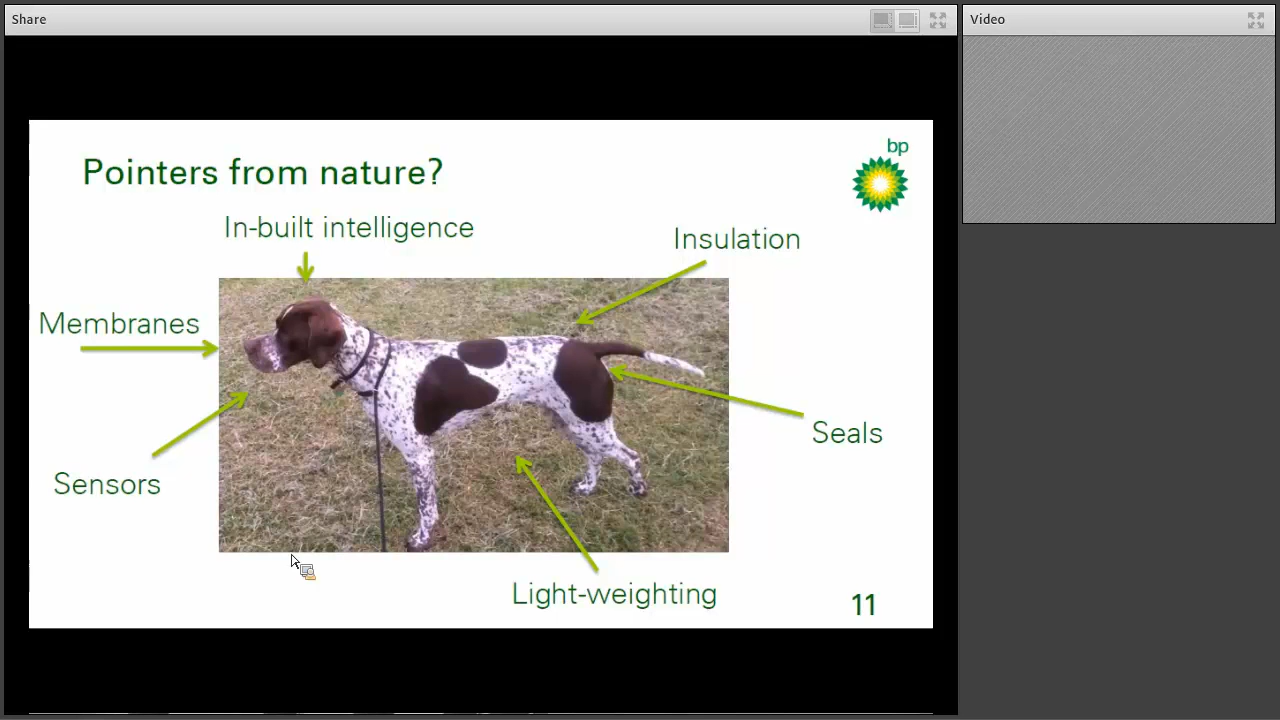 Share
Video
bp
Pointers from nature?
In-built intelligence
Insulation
Membranes
Seals
Sensors
Light-weighting
11